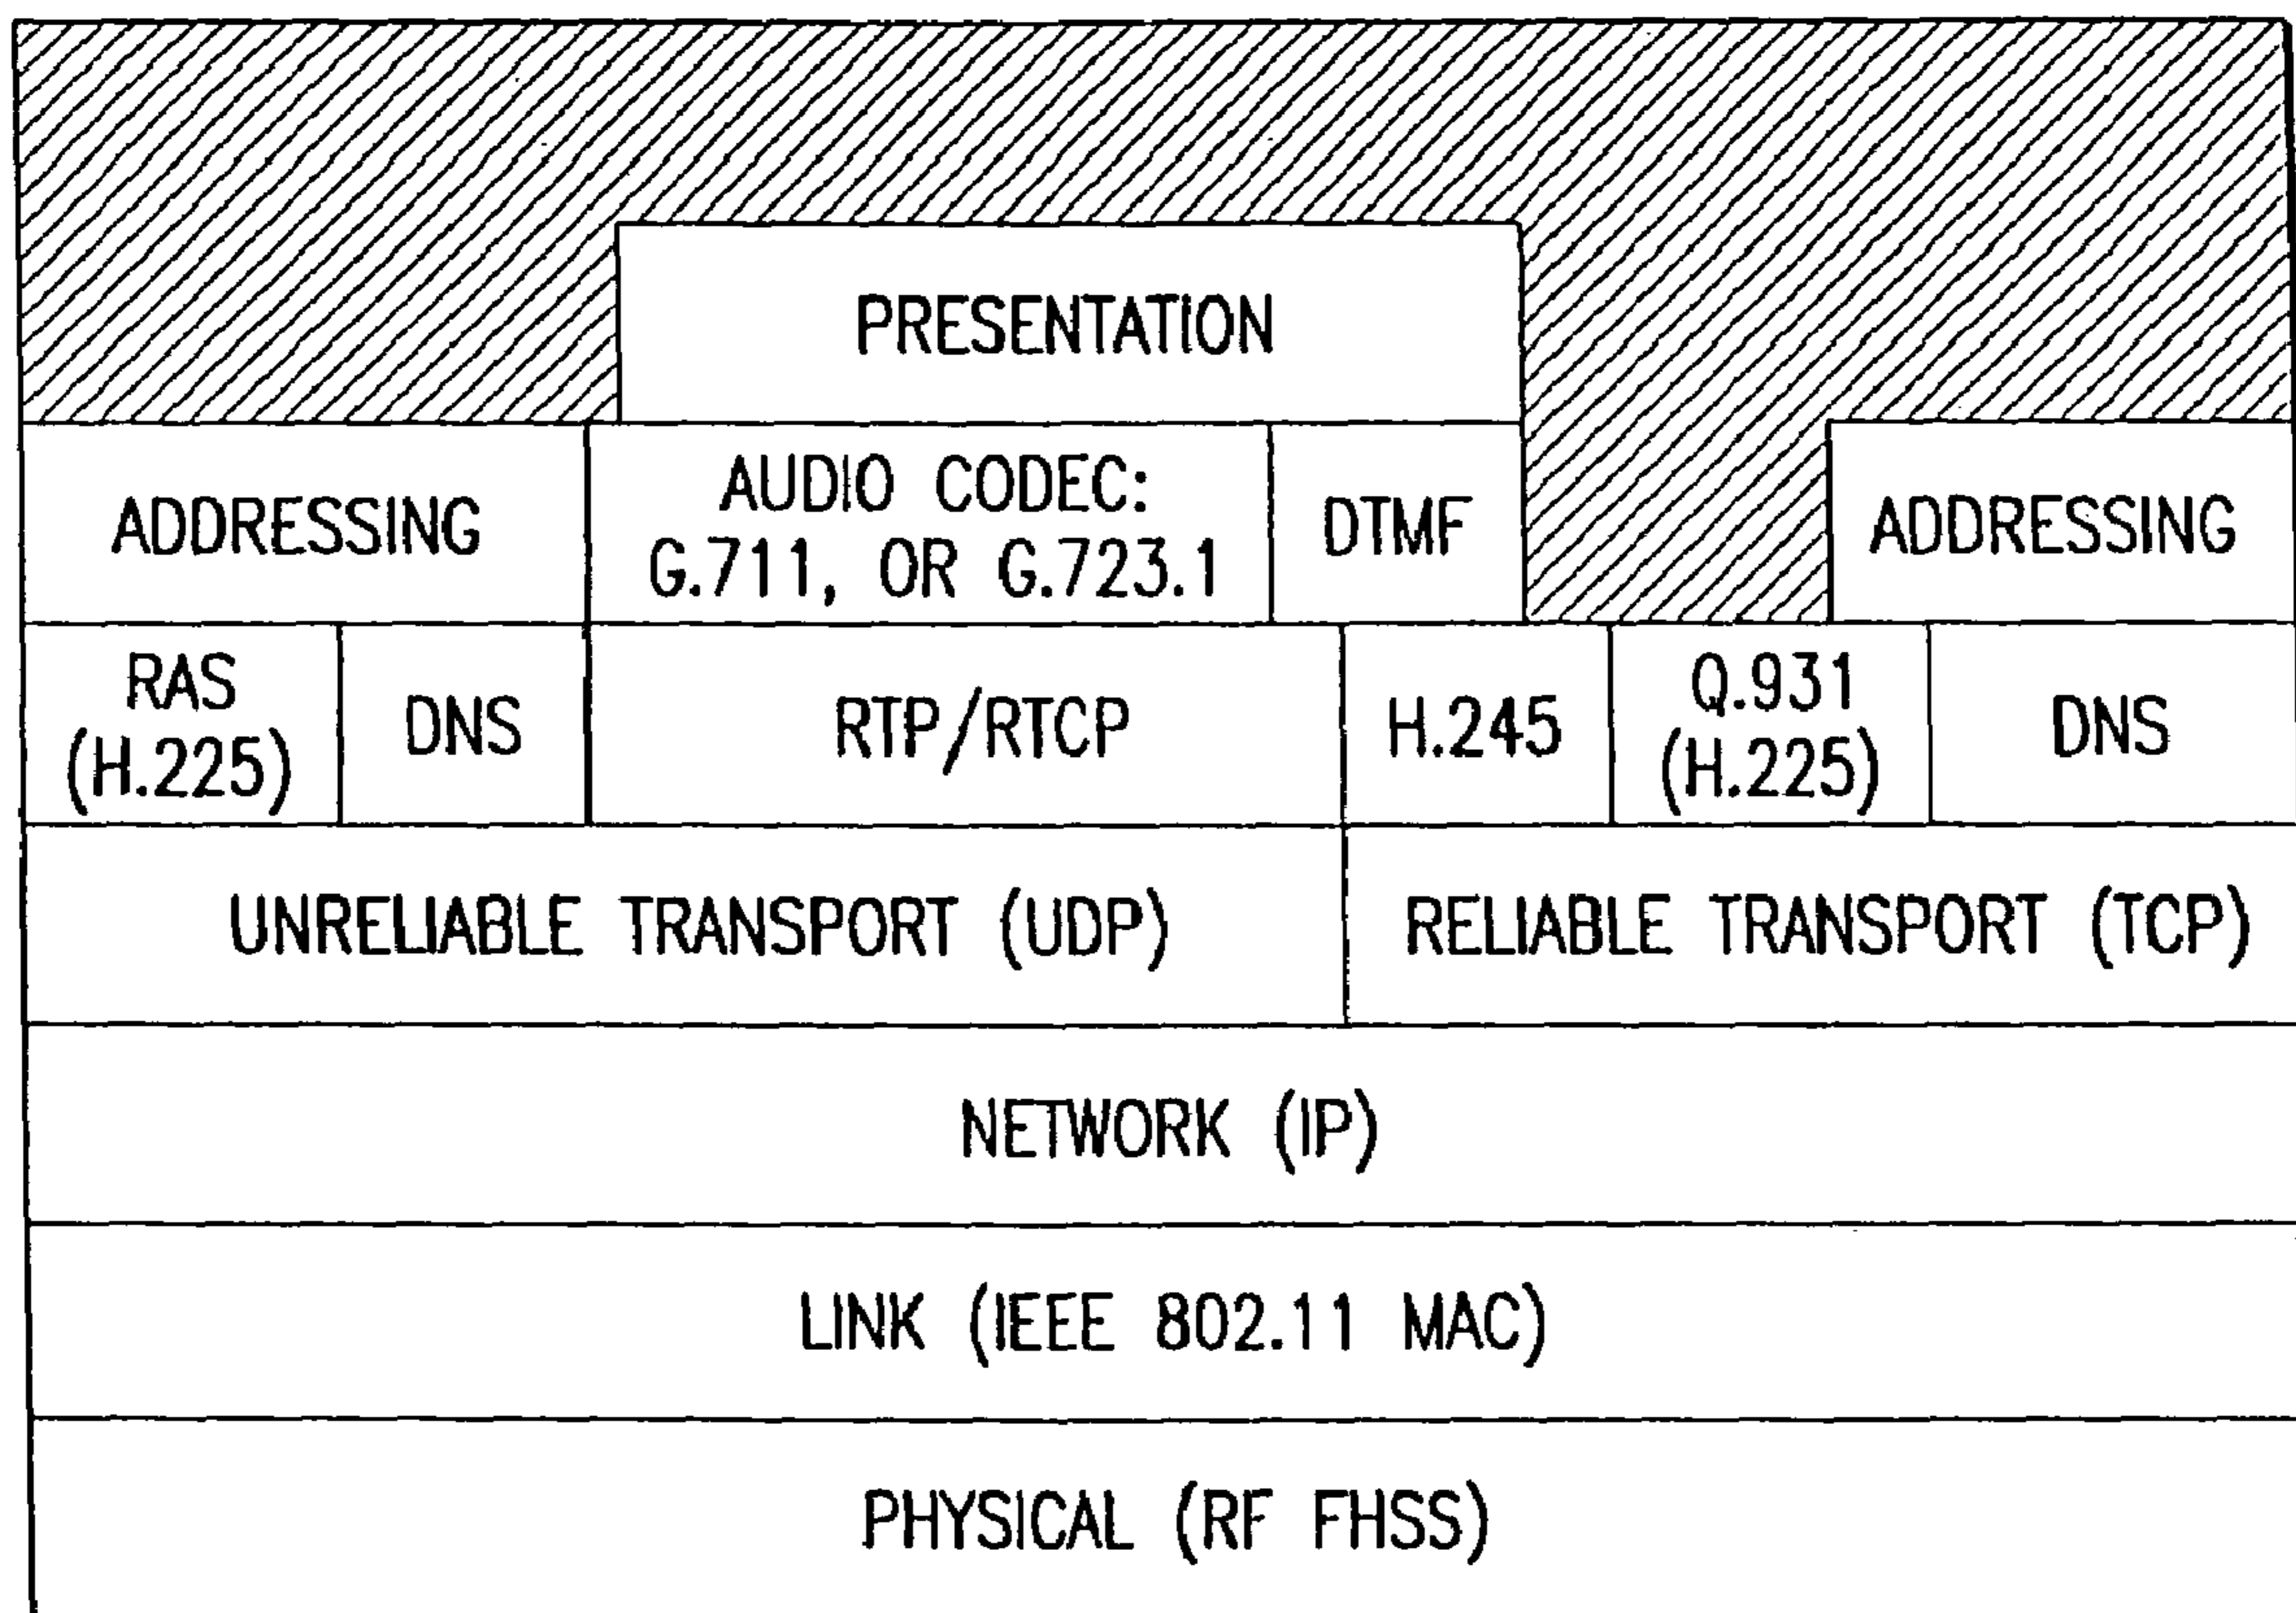 PRESENTATION
ADDRESSING
AUDIO CODEC:
G.711, OR G.723.1
DTMF
ADDRESSING
RAS
(H.225)
DNS
RTP/RTCP
H.245
Q.931
(H.225)
DNS
UNRELIABLE TRANSPORT (UDP)
RELIABLE TRANSPORT (TCP)
NETWORK (IP)
LINK (IEEE 802.11 MAC)
PHYSICAL (RF FHSS)